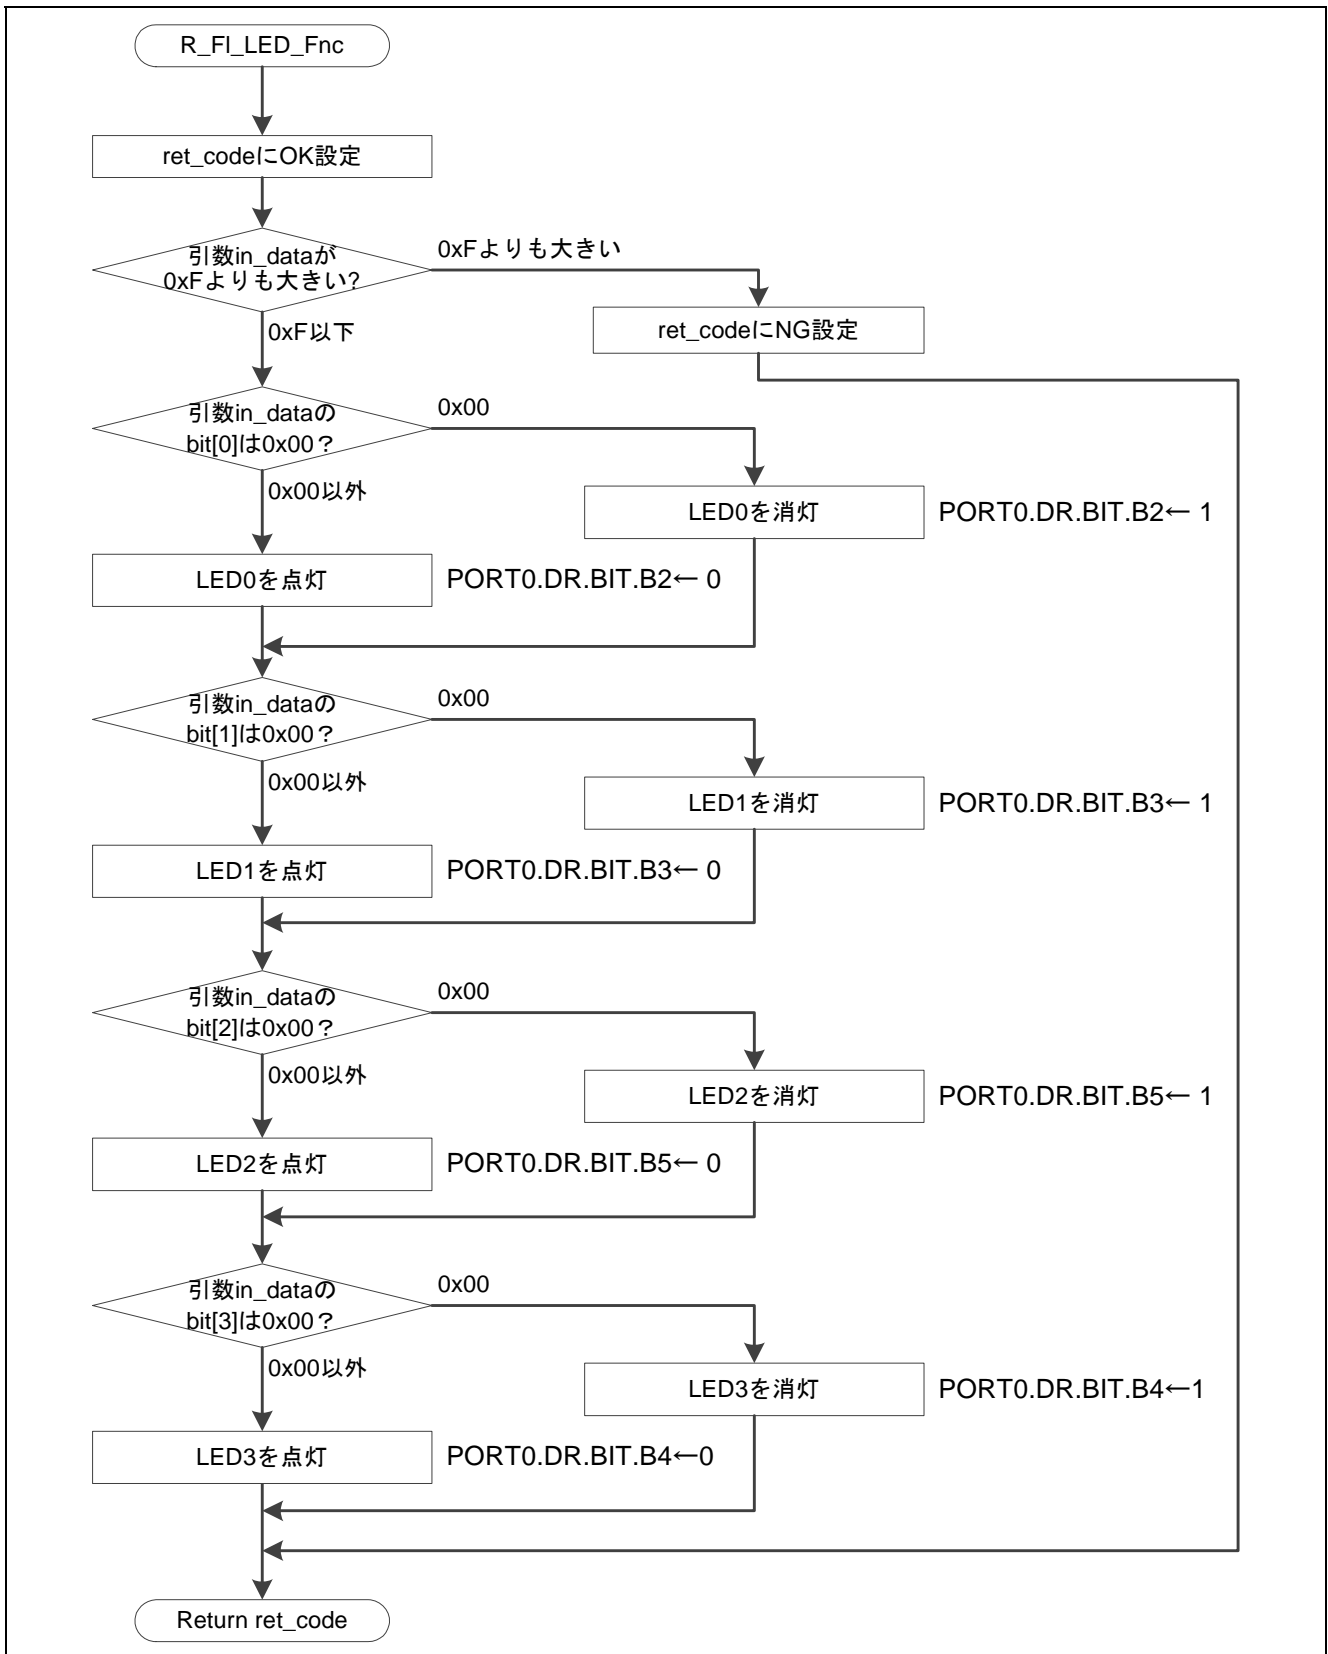 R_Fl_LED_Fnc
ret_codeにOK設定
引数in_dataが
0xFよりも大きい?
0xFよりも大きい
ret_codeにNG設定
0xF以下
引数in_dataの
bit[0]は0x00？
0x00
0x00以外
LED0を消灯
PORT0.DR.BIT.B2← 1
LED0を点灯
PORT0.DR.BIT.B2← 0
引数in_dataの
bit[1]は0x00？
0x00
0x00以外
LED1を消灯
PORT0.DR.BIT.B3← 1
LED1を点灯
PORT0.DR.BIT.B3← 0
引数in_dataの
bit[2]は0x00？
0x00
0x00以外
LED2を消灯
PORT0.DR.BIT.B5← 1
LED2を点灯
PORT0.DR.BIT.B5← 0
引数in_dataの
bit[3]は0x00？
0x00
0x00以外
LED3を消灯
PORT0.DR.BIT.B4←1
LED3を点灯
PORT0.DR.BIT.B4←0
Return ret_code